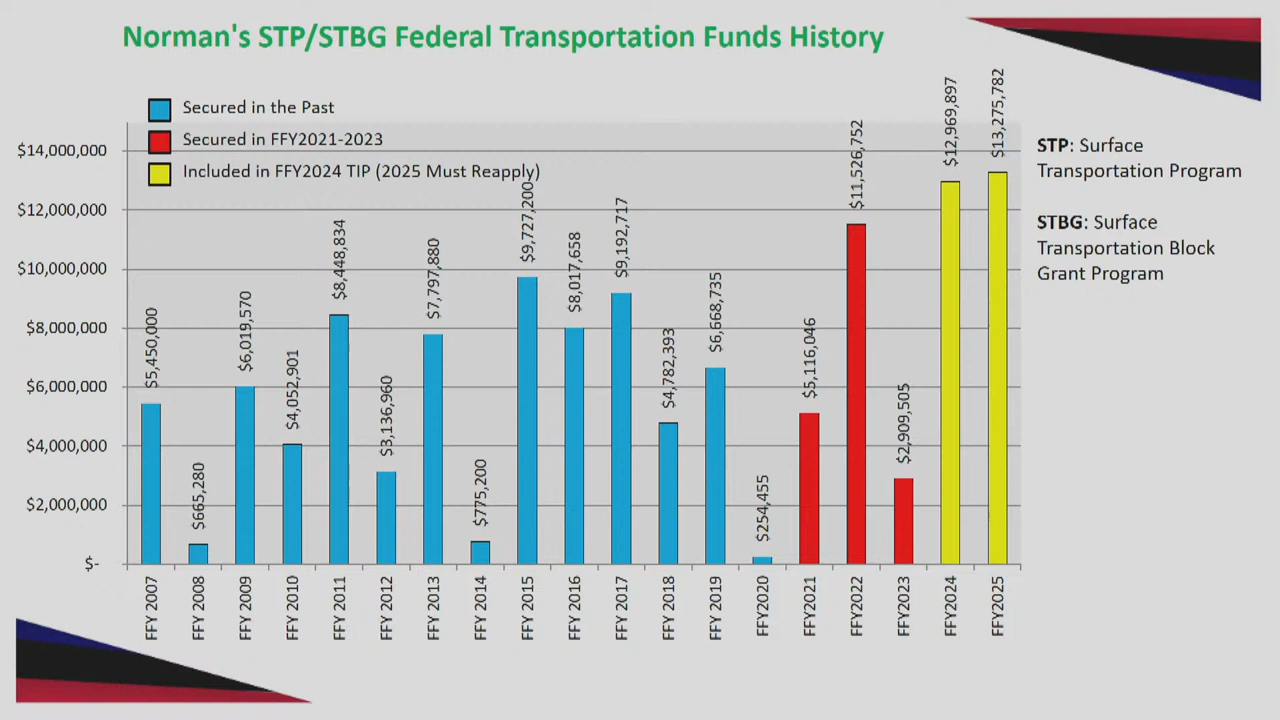 Norman's STP/STBG Federal Transportation Funds History
Secured in the Past
Secured in FFY2021-2023
Included in FFY2024 TIP (2025 Must Reapply)
$14,000,000
$12,000,000
$10,000,000
$8,000,000
$6,000,000
$4,000,000
$2,000,000
$-
$5,450,000
$665,280
$6,019,570
$4,052,901
$8,448,834
$3,136,960
$7,797,880
$775,200
$9,727,200
$8,017,658
$9,192,717
$4,782,393
$6,668,735
$254,455
$5,116,046
$11,526,752
$2,909,505
$12,969,897
$13,275,782
FFY 2007
FFY 2008
FFY 2009
FFY 2010
FFY 2011
FFY 2012
FFY 2013
FFY 2014
FFY 2015
FFY 2016
FFY 2017
FFY 2018
FFY 2019
FFY2020
FFY2021
FFY2022
FFY2023
FFY2024
FFY2025
STP: Surface
Transportation Program
STBG: Surface
Transportation Block
Grant Program